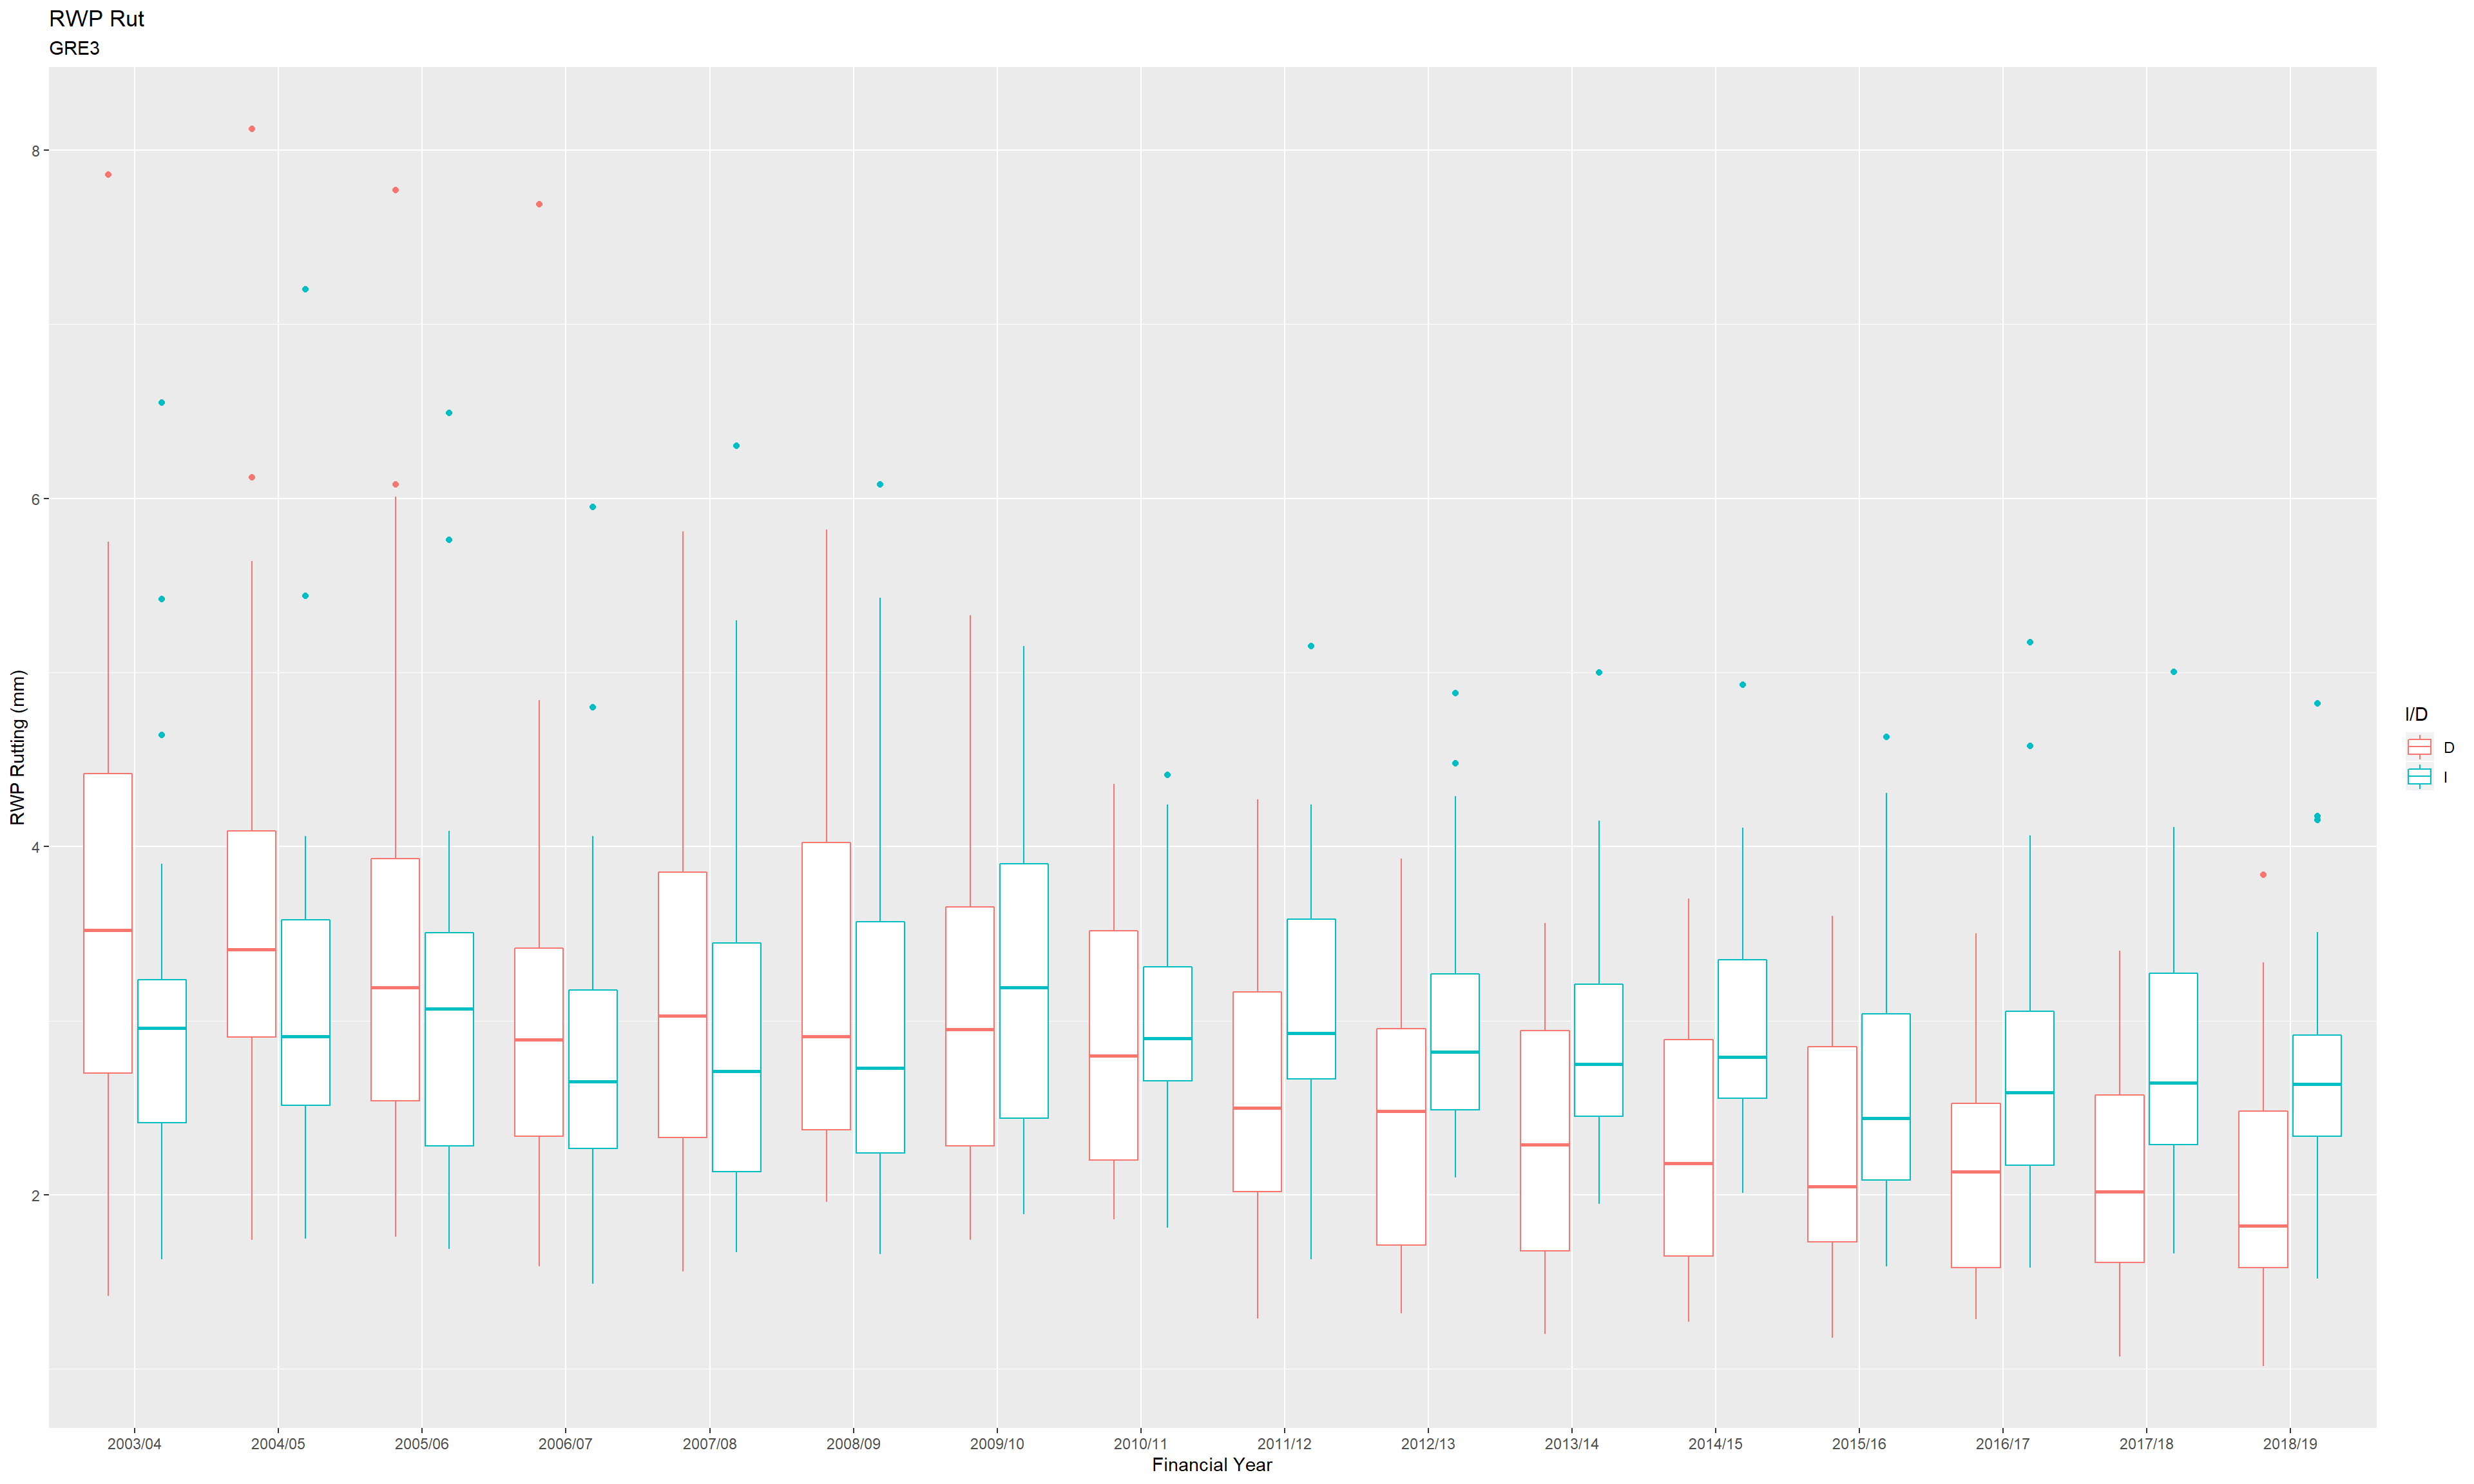 RWP Rut
GRE3
8
6
4
2
RWP Rutting (mm)
2003/04 2004/05 2005/06 2006/07 2007/08 2008/09 2009/10 2010/11 2011/12 2012/13 2013/14 2014/15 2015/16 2016/17 2017/18 2018/19
Financial Year
I/D
D
I